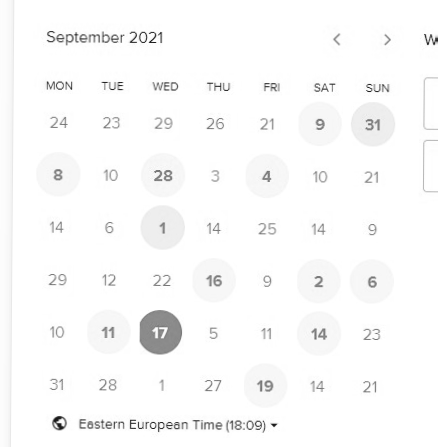 September 2021
MON TUE WED THU FRI SAT SUN
24 23 29 26 21 9 31
8 10 28 3 4 10 21
14 6 1 14 25 14 9
29 12 22 16 9 2 6
10 11 17 5 11 14 23
31 28 1 27 19 14 21
Eastern European Time (18:09)